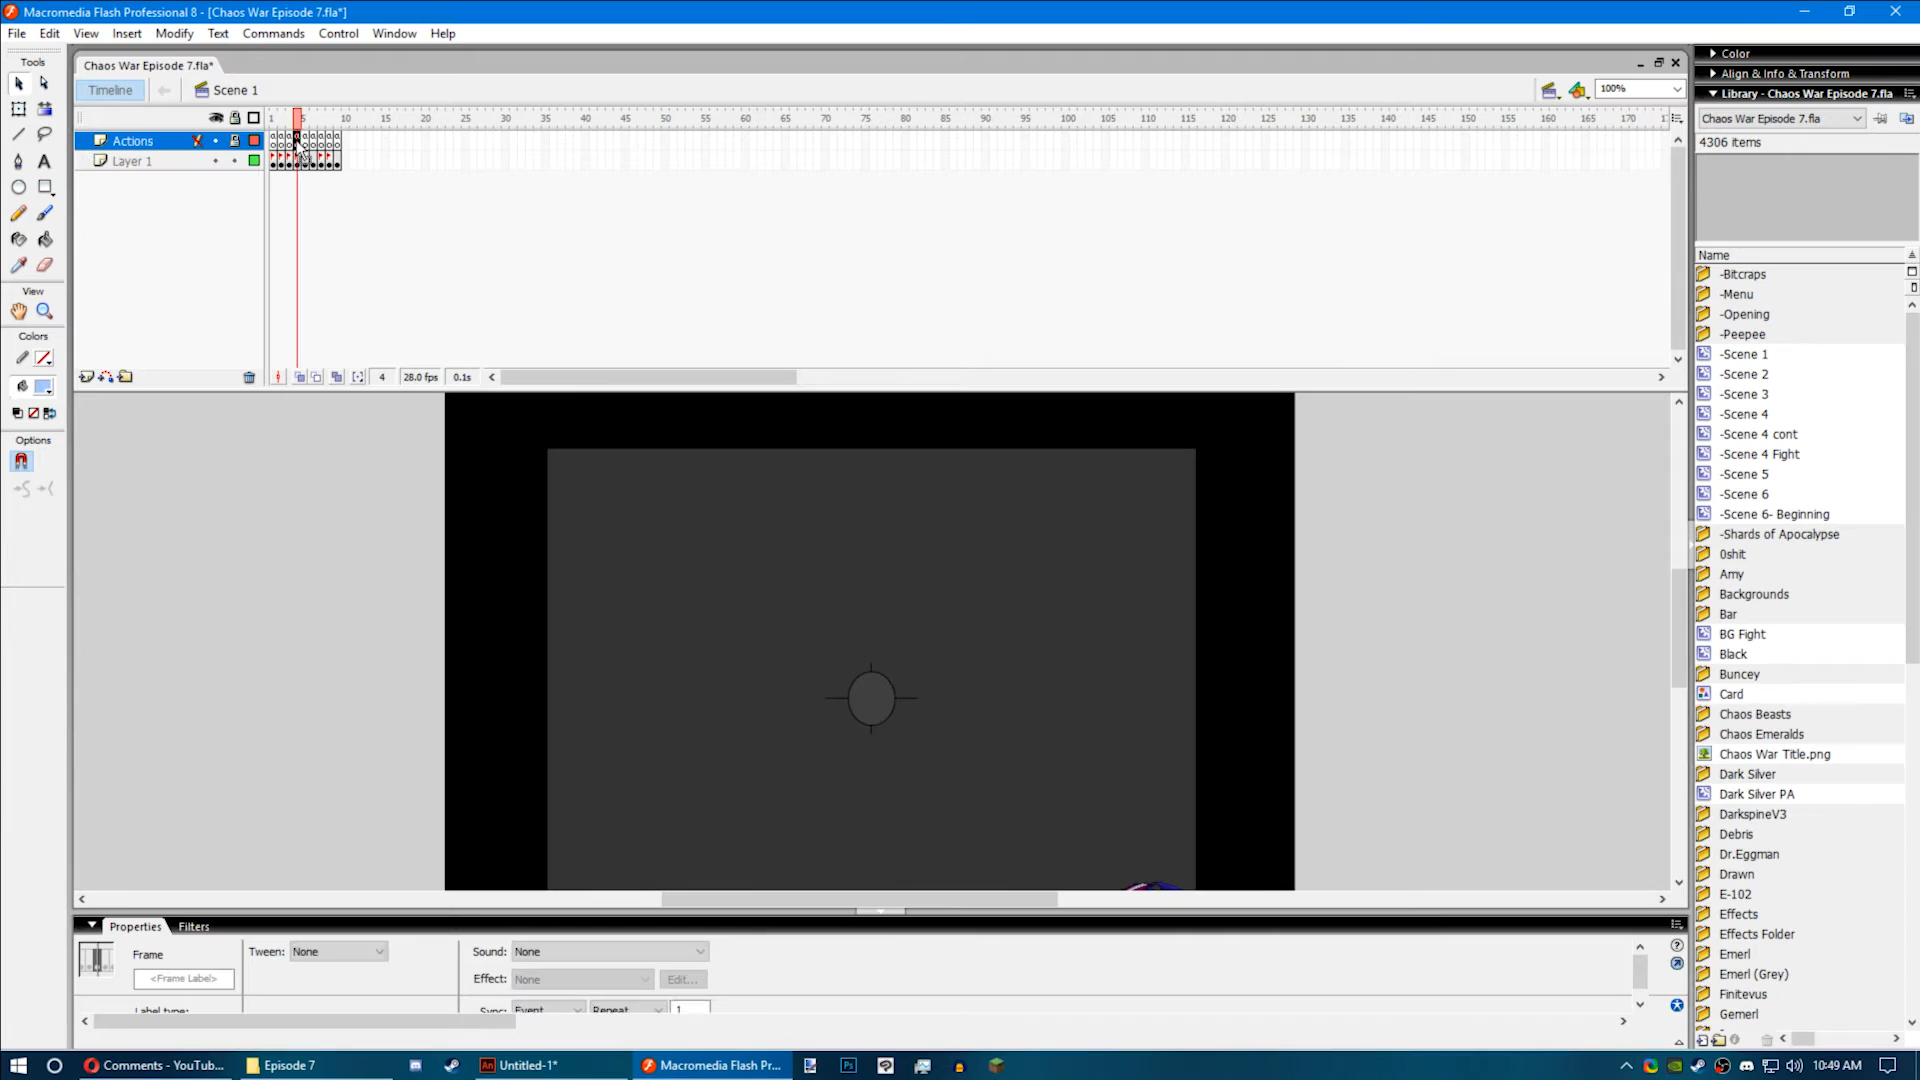 Macromedia Flash Professional 8 - [Chaos War Episode 7.fla*]
File Edit View Insert Modify Text Commands Control Window Help
Tools
View
Colors
Options
Chaos War Episode 7.fla*
Timeline
Scene 1
100%
1 5 10 15 20 25 30 35 40 45 50 55 60 65 70 75 80 85 90 95 100 105 110 115 120 125 130 135 140 145 150 155 160 165 170
Actions
Layer 1
4 28.0 fps 0.1s
Color
Align & Info & Transform
Library - Chaos War Episode 7.fla
Chaos War Episode 7.fla
4306 items
Name
-Bitcraps
-Menu
-Opening
-Peepee
-Scene 1
-Scene 2
-Scene 3
-Scene 4
-Scene 4 cont
-Scene 4 Fight
-Scene 5
-Scene 6
-Scene 6- Beginning
-Shards of Apocalypse
0shit
Amy
Backgrounds
Bar
BG Fight
Black
Buncey
Card
Chaos Beasts
Chaos Emeralds
Chaos War Title.png
Dark Silver
Dark Silver PA
DarkspineV3
Debris
Dr.Eggman
Drawn
E-102
Effects
Effects Folder
Emerl
Emerl (Grey)
Finitevus
Gemerl
Properties Filters
Frame
<Frame Label>
Label type:
Tween: None
Sound: None
Effect: None Edit...
Sync: Event Repeat 1
Comments - YouTub...
Episode 7
Untitled-1*
Macromedia Flash Pr...
10:49 AM